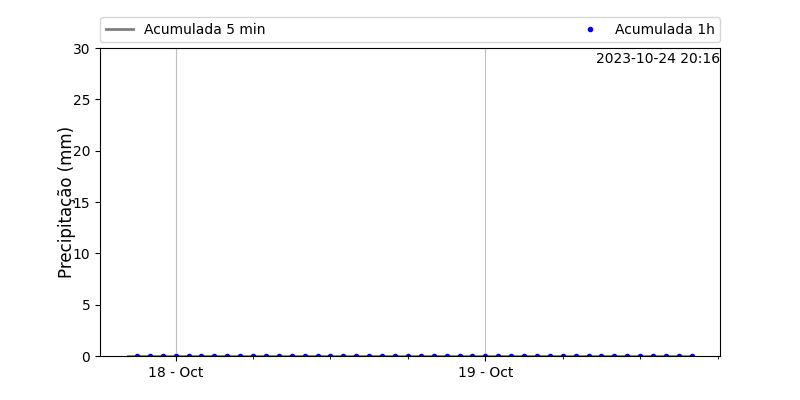 Acumulada 5 min
Acumulada 1h
2023-10-24 20:16
Precipitação (mm)
30
25
20
15
10
5
0
18 - Oct
19 - Oct